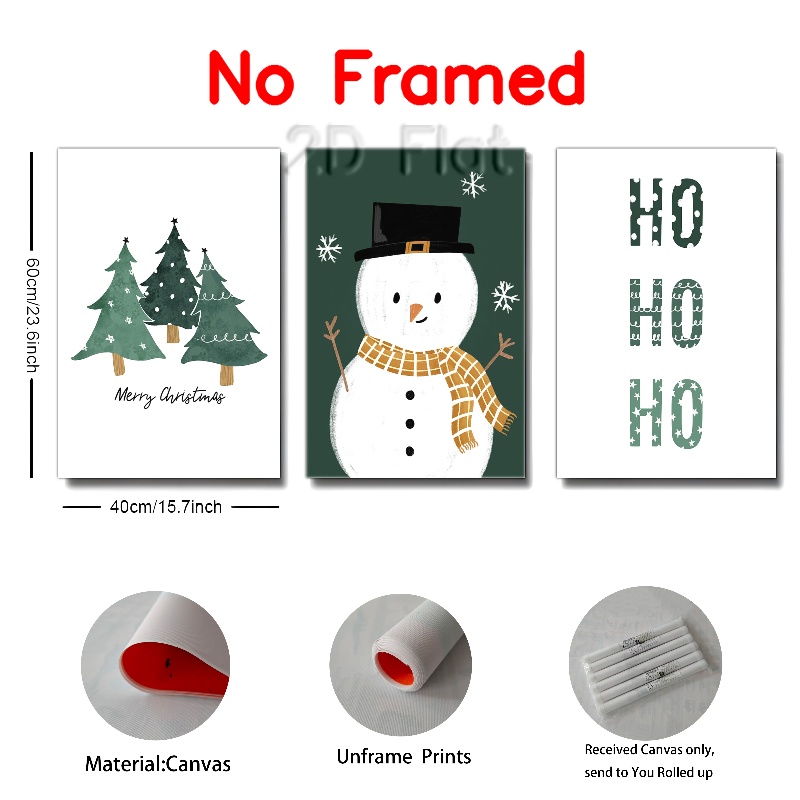 No Framed
2D Flat
60cm/23.6inch
40cm/15.7inch
Merry Christmas
HO
HO
HO
Material:Canvas
Unframe Prints
Received Canvas only,
send to You Rolled up